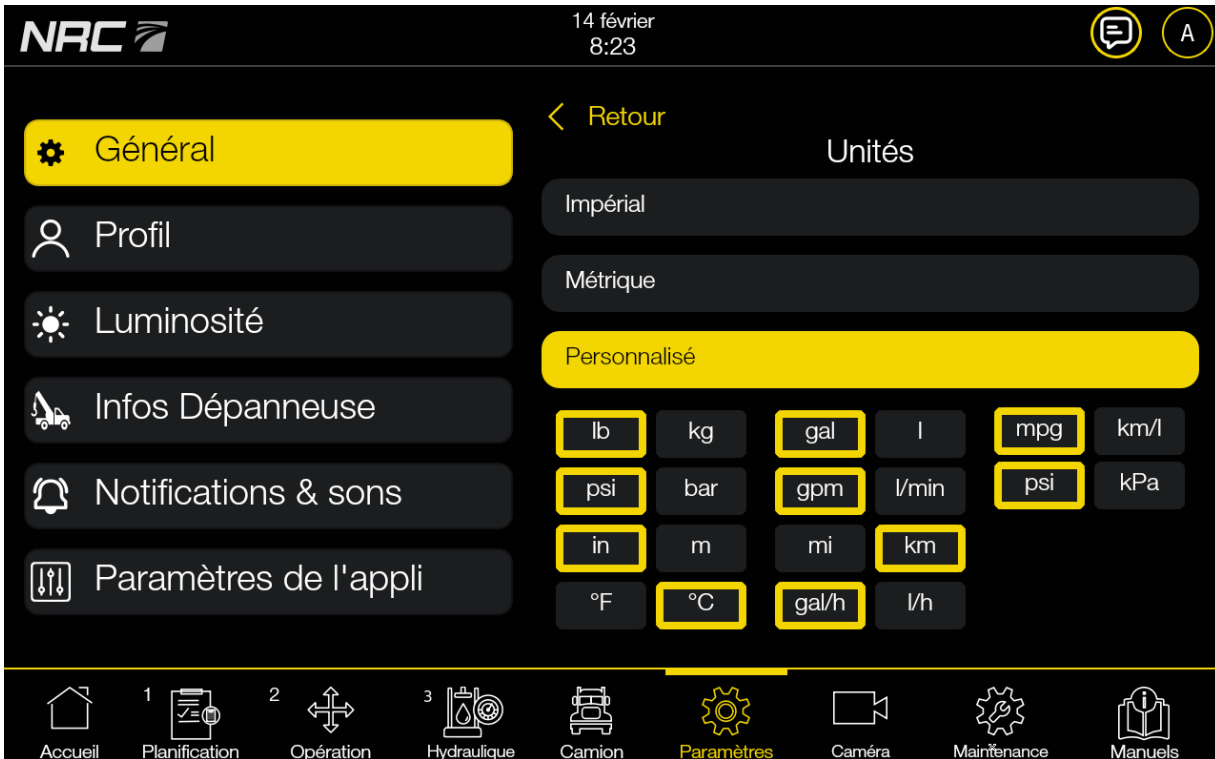 NRC
14 février
8:23
A
Retour
Unités
Général
Profil
Luminosité
Infos Dépanneuse
Notifications & sons
Paramètres de l'appli
Impérial
Métrique
Personnalisé
lb kg gal l mpg km/l
psi bar gpm l/min psi kPa
in m mi km
°F °C gal/h l/h
1 2 3
Accueil Planification Opération Hydraulique Camion Paramètres Caméra Maintenance Manuels